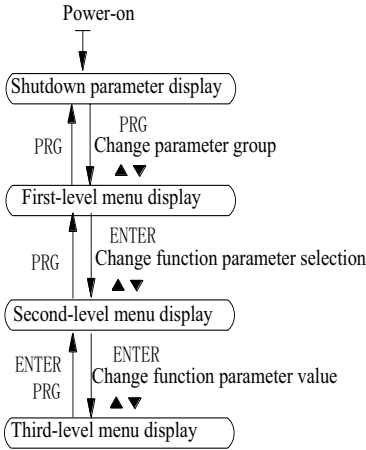 Power-on
Shutdown parameter display
PRG
PRG
Change parameter group
▲ ▼
First-level menu display
ENTER
PRG
Change function parameter selection
▲ ▼
Second-level menu display
ENTER
ENTER
PRG
Change function parameter value
▲ ▼
Third-level menu display